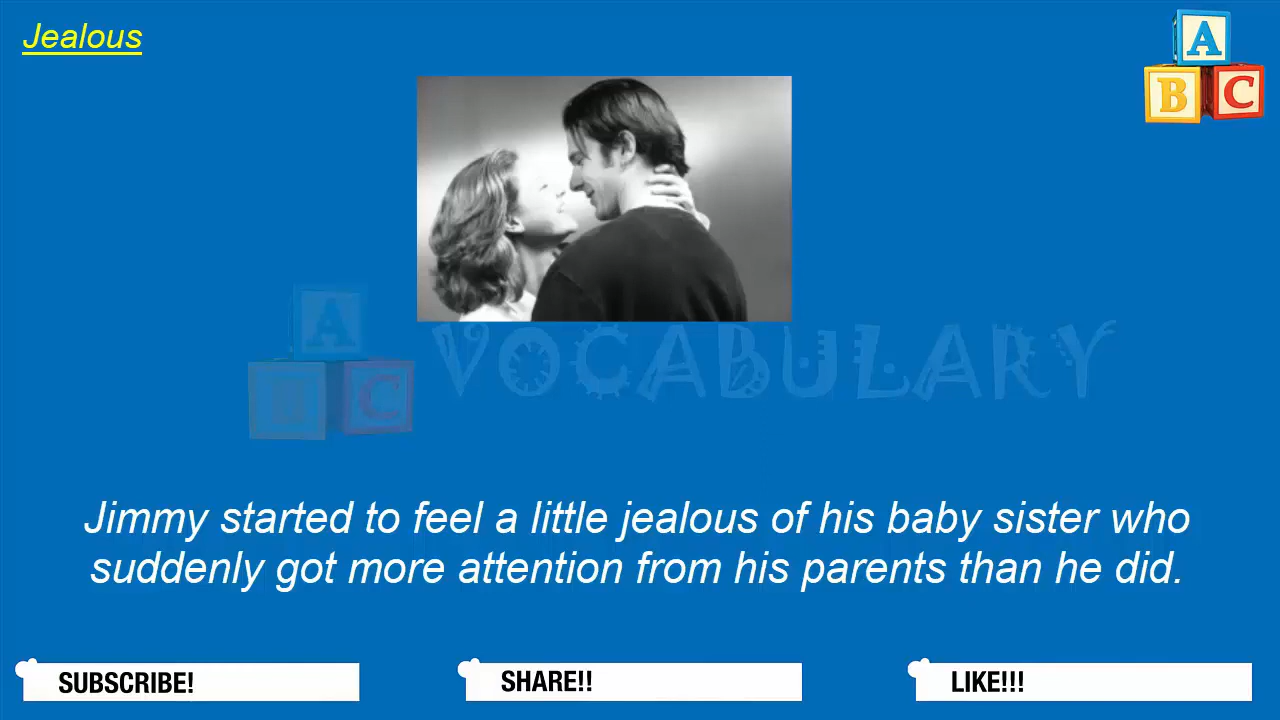 Jealous
A
B C
A
B C
VOCABULARY
Jimmy started to feel a little jealous of his baby sister who
suddenly got more attention from his parents than he did.
SUBSCRIBE!
SHARE!!
LIKE!!!